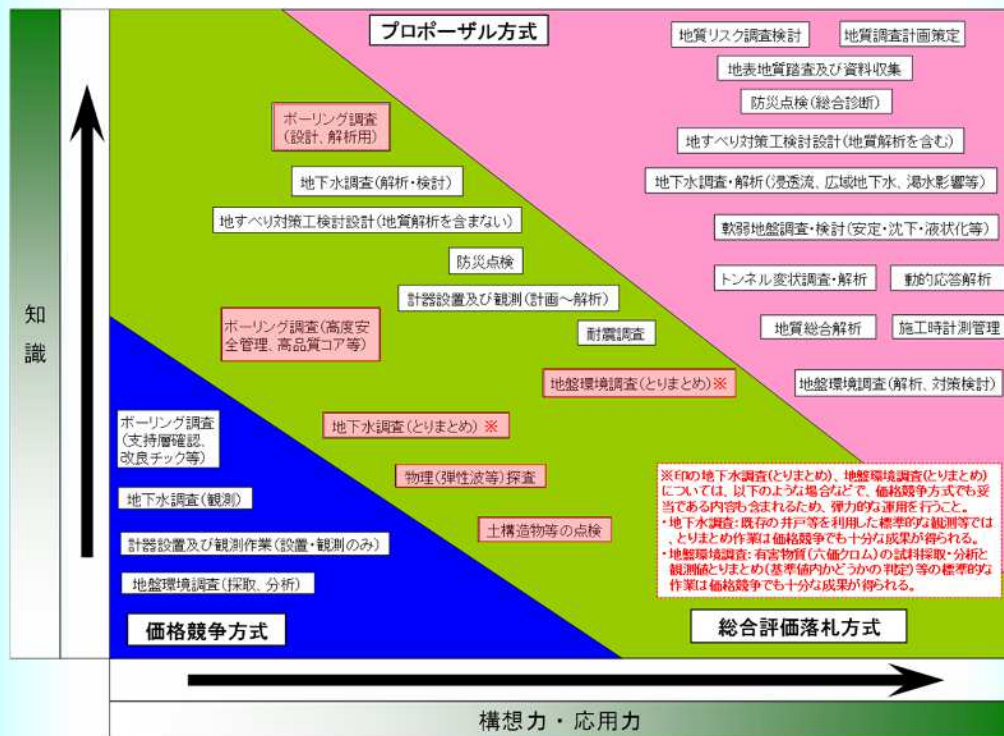 プロポーザル方式
地質リスク調査検討
地質調査計画策定
地表地質踏査及び資料収集
防災点検(総合診断)
地すべり対策工検討設計(地質解析を含む)
地下水調査・解析(浸透流、広域地下水、渇水影響等)
軟弱地盤調査・検討(安定・沈下・液状化等)
トンネル変状調査・解析
動的応答解析
地質総合解析
施工時計測管理
地盤環境調査(解析、対策検討)
ボーリング調査
(設計、解析用)
地下水調査(解析・検討)
地すべり対策工検討設計(地質解析を含まない)
防災点検
計器設置及び観測(計画～解析)
耐震調査
ボーリング調査(高度安
全管理、高品質コア等)
地盤環境調査(とりまとめ)※
地下水調査(とりまとめ)※
物理(弾性波等)探査
土構造物等の点検
ボーリング調査
(支持層確認、
改良チック等)
地下水調査(観測)
計器設置及び観測作業(設置・観測のみ)
地盤環境調査(採取、分析)
価格競争方式
※印の地下水調査(とりまとめ)、地盤環境調査(とりまとめ)
については、以下のような場合などで、価格競争方式でも妥
当である内容も含まれるため、弾力的な運用を行うこと。
・地下水調査:既存の井戸等を利用した標準的な観測等では
、とりまとめ作業は価格競争でも十分な成果が得られる。
・地盤環境調査:有害物質(六価クロム)の試料採取・分析と
観測値とりまとめ(基準値内かどうかの判定)等の標準的な
作業は価格競争でも十分な成果が得られる。
総合評価落札方式
知
識
構想力・応用力